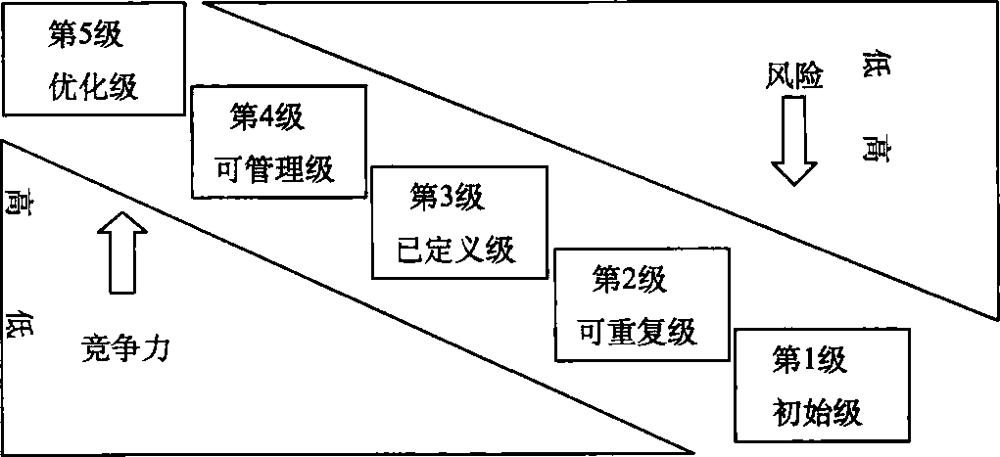 第5级
优化级
第4级
可管理级
第3级
已定义级
第2级
可重复级
第1级
初始级
风险
低
高
高
低
竞争力